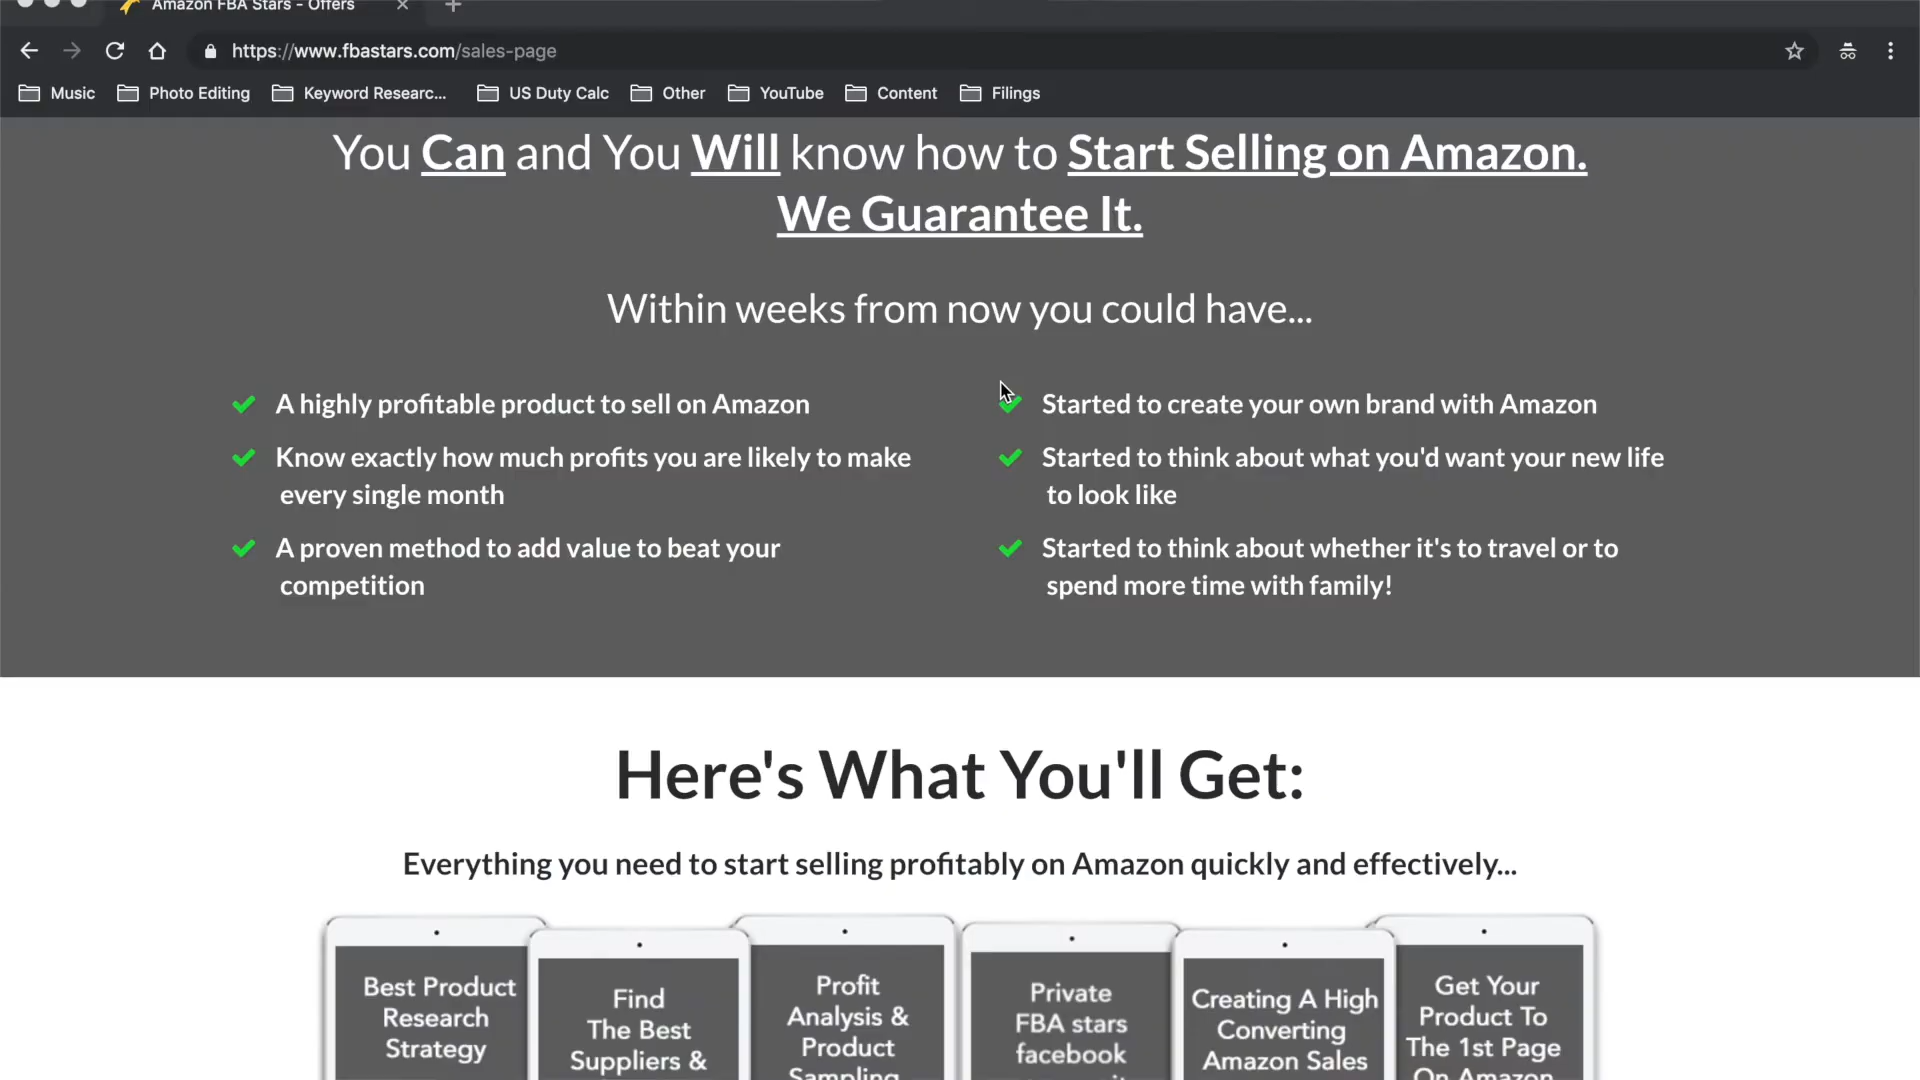 Amazon FBA Stars - Offers
https://www.fbastars.com/sales-page
Music Photo Editing Keyword Researc... US Duty Calc Other YouTube Content Filings
You Can and You Will know how to Start Selling on Amazon.
We Guarantee It.
Within weeks from now you could have...
A highly profitable product to sell on Amazon
Know exactly how much profits you are likely to make
every single month
A proven method to add value to beat your
competition
Started to create your own brand with Amazon
Started to think about what you'd want your new life
to look like
Started to think about whether it's to travel or to
spend more time with family!
Here's What You'll Get:
Everything you need to start selling profitably on Amazon quickly and effectively...
Best Product
Research
Strategy
Find
The Best
Suppliers &
Profit
Analysis &
Product
Sampling
Private
FBA stars
facebook
Creating A High
Converting
Amazon Sales
Get Your
Product To
The 1st Page
On Amazon